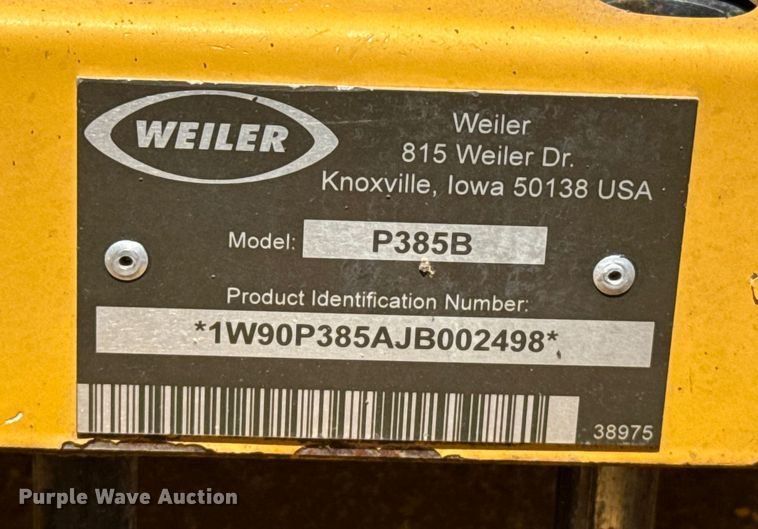 WEILER
Weiler
815 Weiler Dr.
Knoxville, Iowa 50138 USA
Model: P385B
Product Identification Number:
*1W90P385AJB002498*
38975
Purple Wave Auction